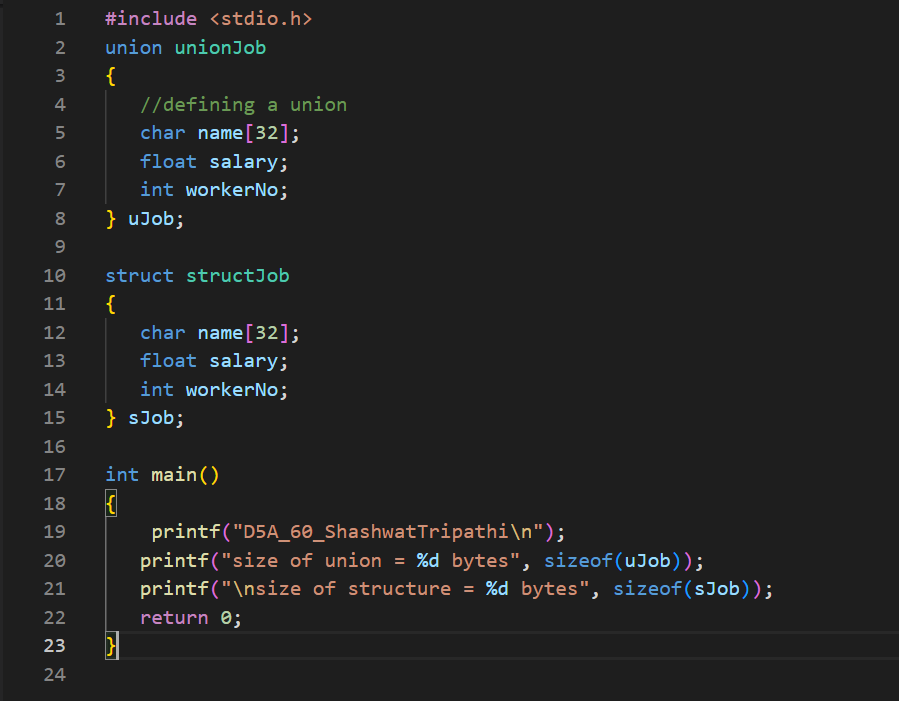 1 #include <stdio.h>
2 union unionJob
3 {
4    //defining a union
5    char name[32];
6    float salary;
7    int workerNo;
8 } uJob;
9
10 struct structJob
11 {
12    char name[32];
13    float salary;
14    int workerNo;
15 } sJob;
16
17 int main()
18 {
19     printf("D5A_60_ShashwatTripathi\n");
20    printf("size of union = %d bytes", sizeof(uJob));
21    printf("\nsize of structure = %d bytes", sizeof(sJob));
22    return 0;
23 }
24